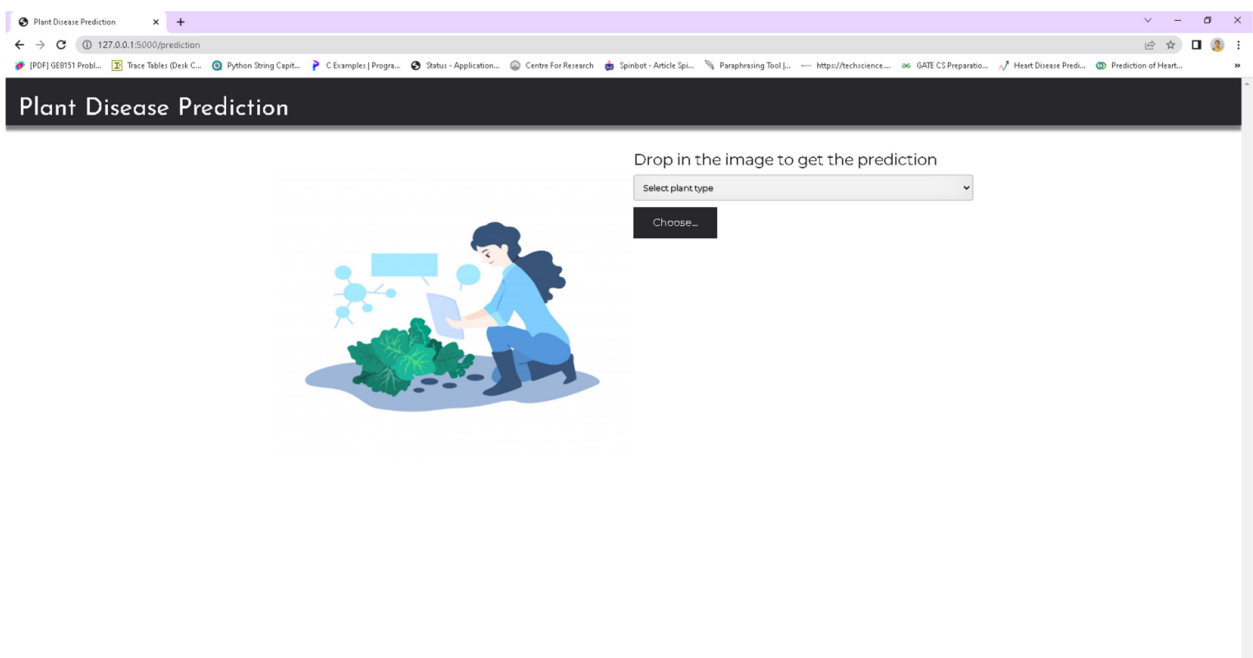 Plant Disease Prediction
127.0.0.1:5000/prediction
[PDF] GE8151 Probl... Trace Tables (Desk C... Python String Capit... C Examples | Progra... Status - Application... Centre For Research Spinbot - Article Spi... Paraphrasing Tool |... https://techscience.... GATE CS Preparatio... Heart Disease Predi... Prediction of Heart...
Plant Disease Prediction
Drop in the image to get the prediction
Select plant type
Choose...